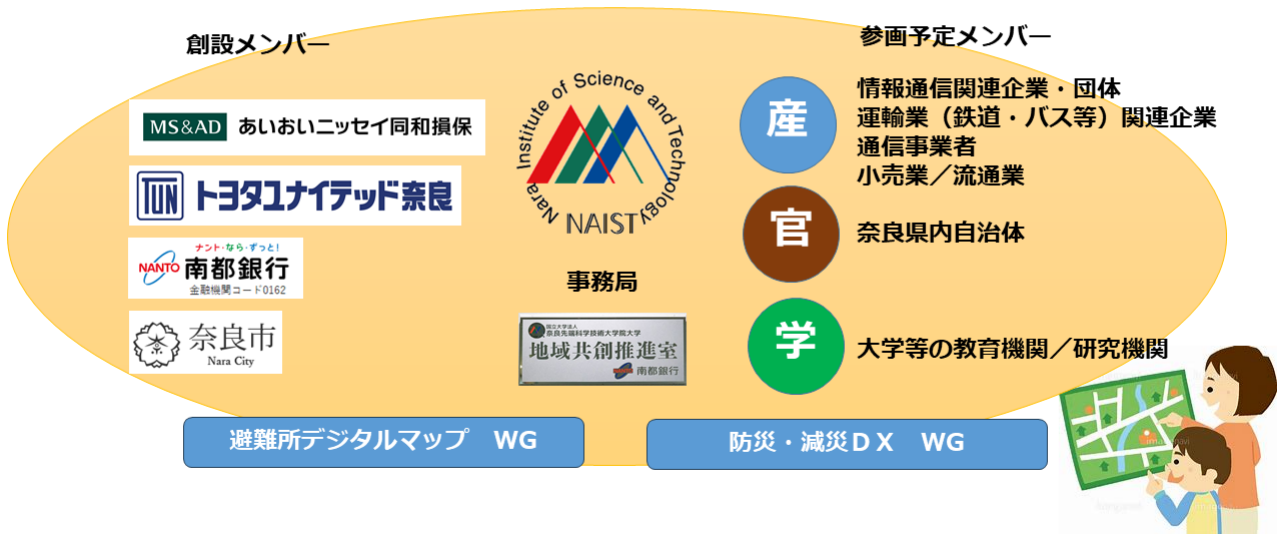 創設メンバー
MS&AD あいおいニッセイ同和損保
TUN トヨタユナイテッド奈良
ナント・なら・ずっと!
NANTO 南都銀行
金融機関コード0162
奈良市
Nara City
Nara Institute of Science and Technology
NAIST
事務局
国立大学法人
奈良先端科学技術大学院大学
地域共創推進室
南都銀行
参画予定メンバー
産
情報通信関連企業・団体
運輸業（鉄道・バス等）関連企業
通信事業者
小売業／流通業
官
奈良県内自治体
学
大学等の教育機関／研究機関
避難所デジタルマップ　WG
防災・減災ＤＸ　WG